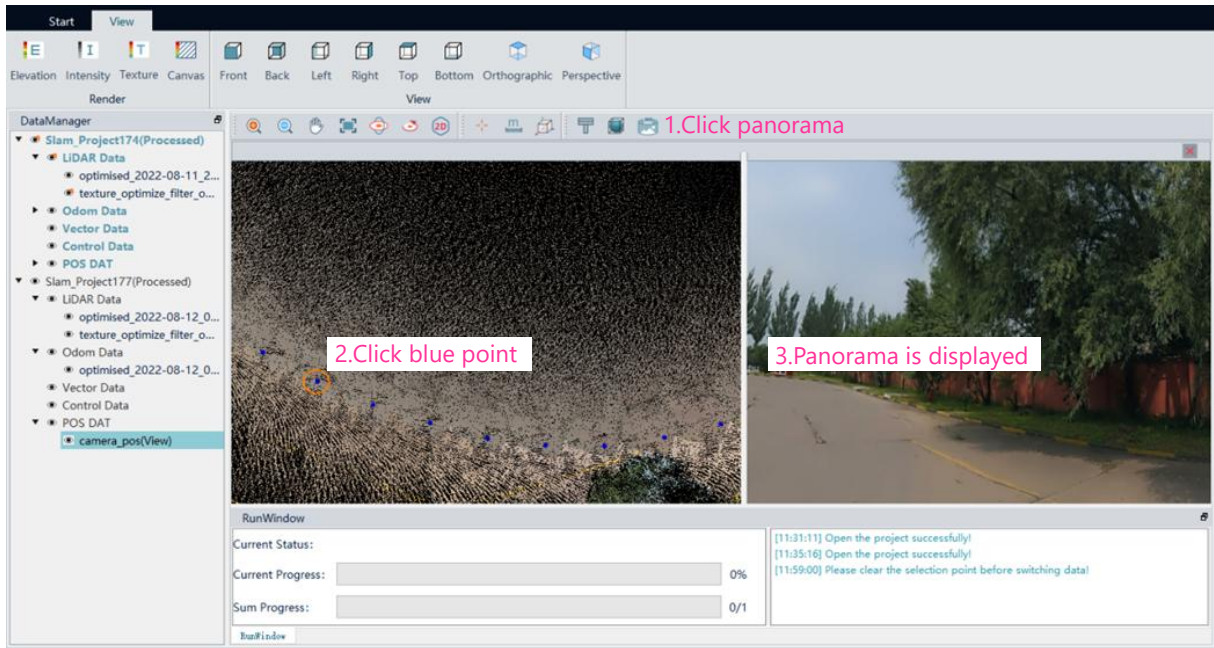 Start View
E I T
Elevation Intensity Texture Canvas Front Back Left Right Top Bottom Orthographic Perspective
Render View
DataManager
2D m 1.Click panorama
Slam_Project174(Processed)
LiDAR Data
optimised_2022-08-11_2...
texture_optimize_filter_o...
Odom Data
Vector Data
Control Data
POS DAT
Slam_Project177(Processed)
LiDAR Data
optimised_2022-08-12_0...
texture_optimize_filter_o...
Odom Data
optimised_2022-08-12_0...
Vector Data
Control Data
POS DAT
camera_pos(View)
2.Click blue point
3.Panorama is displayed
RunWindow
Current Status:
Current Progress: 0%
Sum Progress: 0/1
[11:31:11] Open the project successfully!
[11:35:16] Open the project successfully!
[11:59:00] Please clear the selection point before switching data!
RunWindow